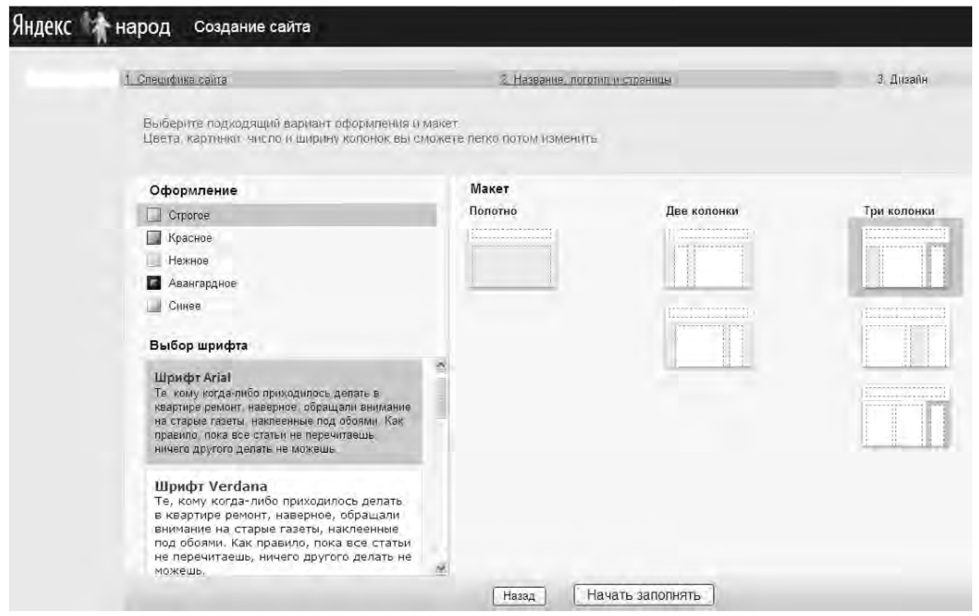 Яндекс народ Создание сайта
1. Специфика сайта 2. Название, логотип и страницы 3. Дизайн
Выберите подходящий вариант оформления и макет.
Цвета, картинки, число и ширину колонок вы сможете легко потом изменить.
Оформление
Строгое
Красное
Нежное
Авангардное
Синее
Выбор шрифта
Шрифт Arial
Те, кому когда-либо приходилось делать в
квартире ремонт, наверное, обращали внимание
на старые газеты, наклеенные под обоями. Как
правило, пока все статьи не перечитаешь,
ничего другого делать не можешь.
Шрифт Verdana
Те, кому когда-либо приходилось делать
в квартире ремонт, наверное, обращали
внимание на старые газеты, наклеенные
под обоями. Как правило, пока все статьи
не перечитаешь, ничего другого делать не
можешь.
Макет
Полотно Две колонки Три колонки
Назад Начать заполнять